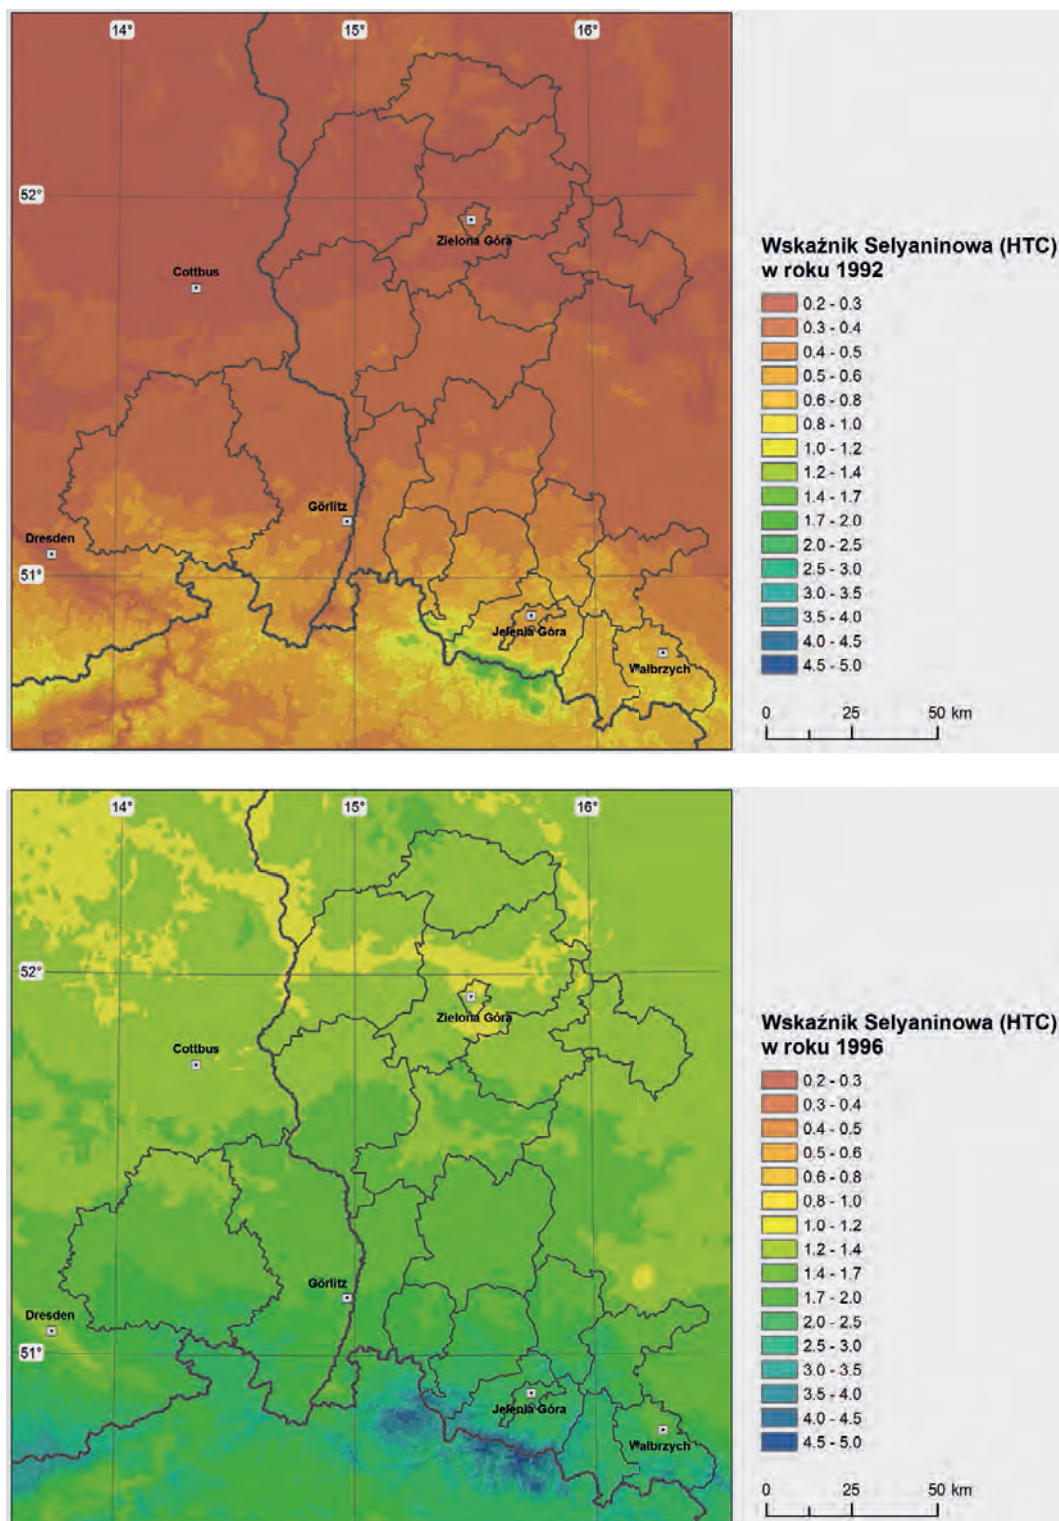 14°
15°
16°
52°
Zielona Góra
Cottbus
Görlitz
Dresden
51°
Jelenia Góra
Wałbrzych
Wskaźnik Selyaninowa (HTC)
w roku 1992
0.2 - 0.3
0.3 - 0.4
0.4 - 0.5
0.5 - 0.6
0.6 - 0.8
0.8 - 1.0
1.0 - 1.2
1.2 - 1.4
1.4 - 1.7
1.7 - 2.0
2.0 - 2.5
2.5 - 3.0
3.0 - 3.5
3.5 - 4.0
4.0 - 4.5
4.5 - 5.0
0 25 50 km
14°
15°
16°
52°
Zielona Góra
Cottbus
Görlitz
Dresden
51°
Jelenia Góra
Wałbrzych
Wskaźnik Selyaninowa (HTC)
w roku 1996
0.2 - 0.3
0.3 - 0.4
0.4 - 0.5
0.5 - 0.6
0.6 - 0.8
0.8 - 1.0
1.0 - 1.2
1.2 - 1.4
1.4 - 1.7
1.7 - 2.0
2.0 - 2.5
2.5 - 3.0
3.0 - 3.5
3.5 - 4.0
4.0 - 4.5
4.5 - 5.0
0 25 50 km